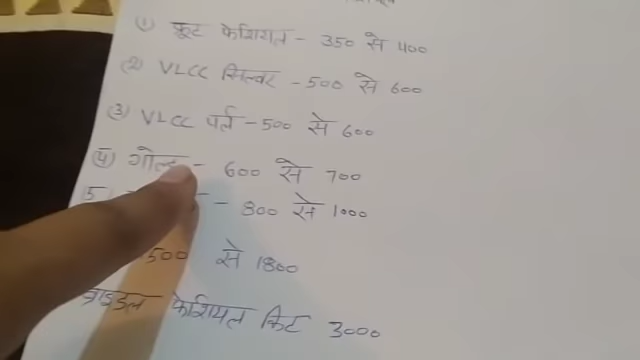 (1) फ्रूट फेशियल - 350 से 400
(2) VLCC सिल्वर - 500 से 600
(3) VLCC पर्ल - 500 से 600
(4) गोल्ड - 600 से 700
5 - 800 से 1000
500 से 1800
ब्राइडल फेशियल किट 3000